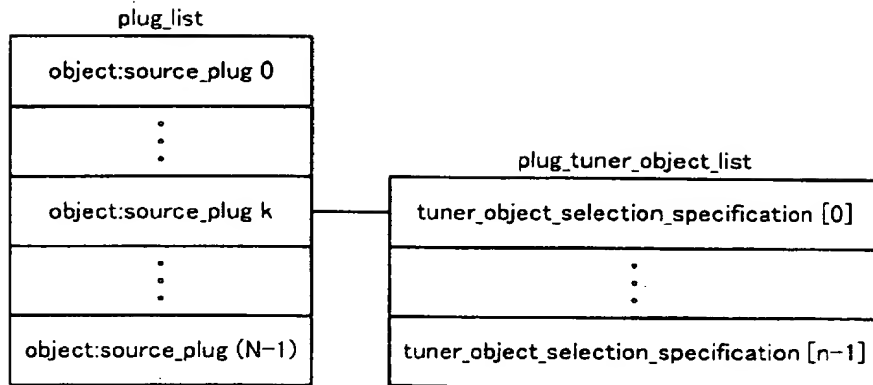 plug_list
object:source_plug 0
object:source_plug k
object:source_plug (N-1)
plug_tuner_object_list
tuner_object_selection_specification [0]
tuner_object_selection_specification [n-1]